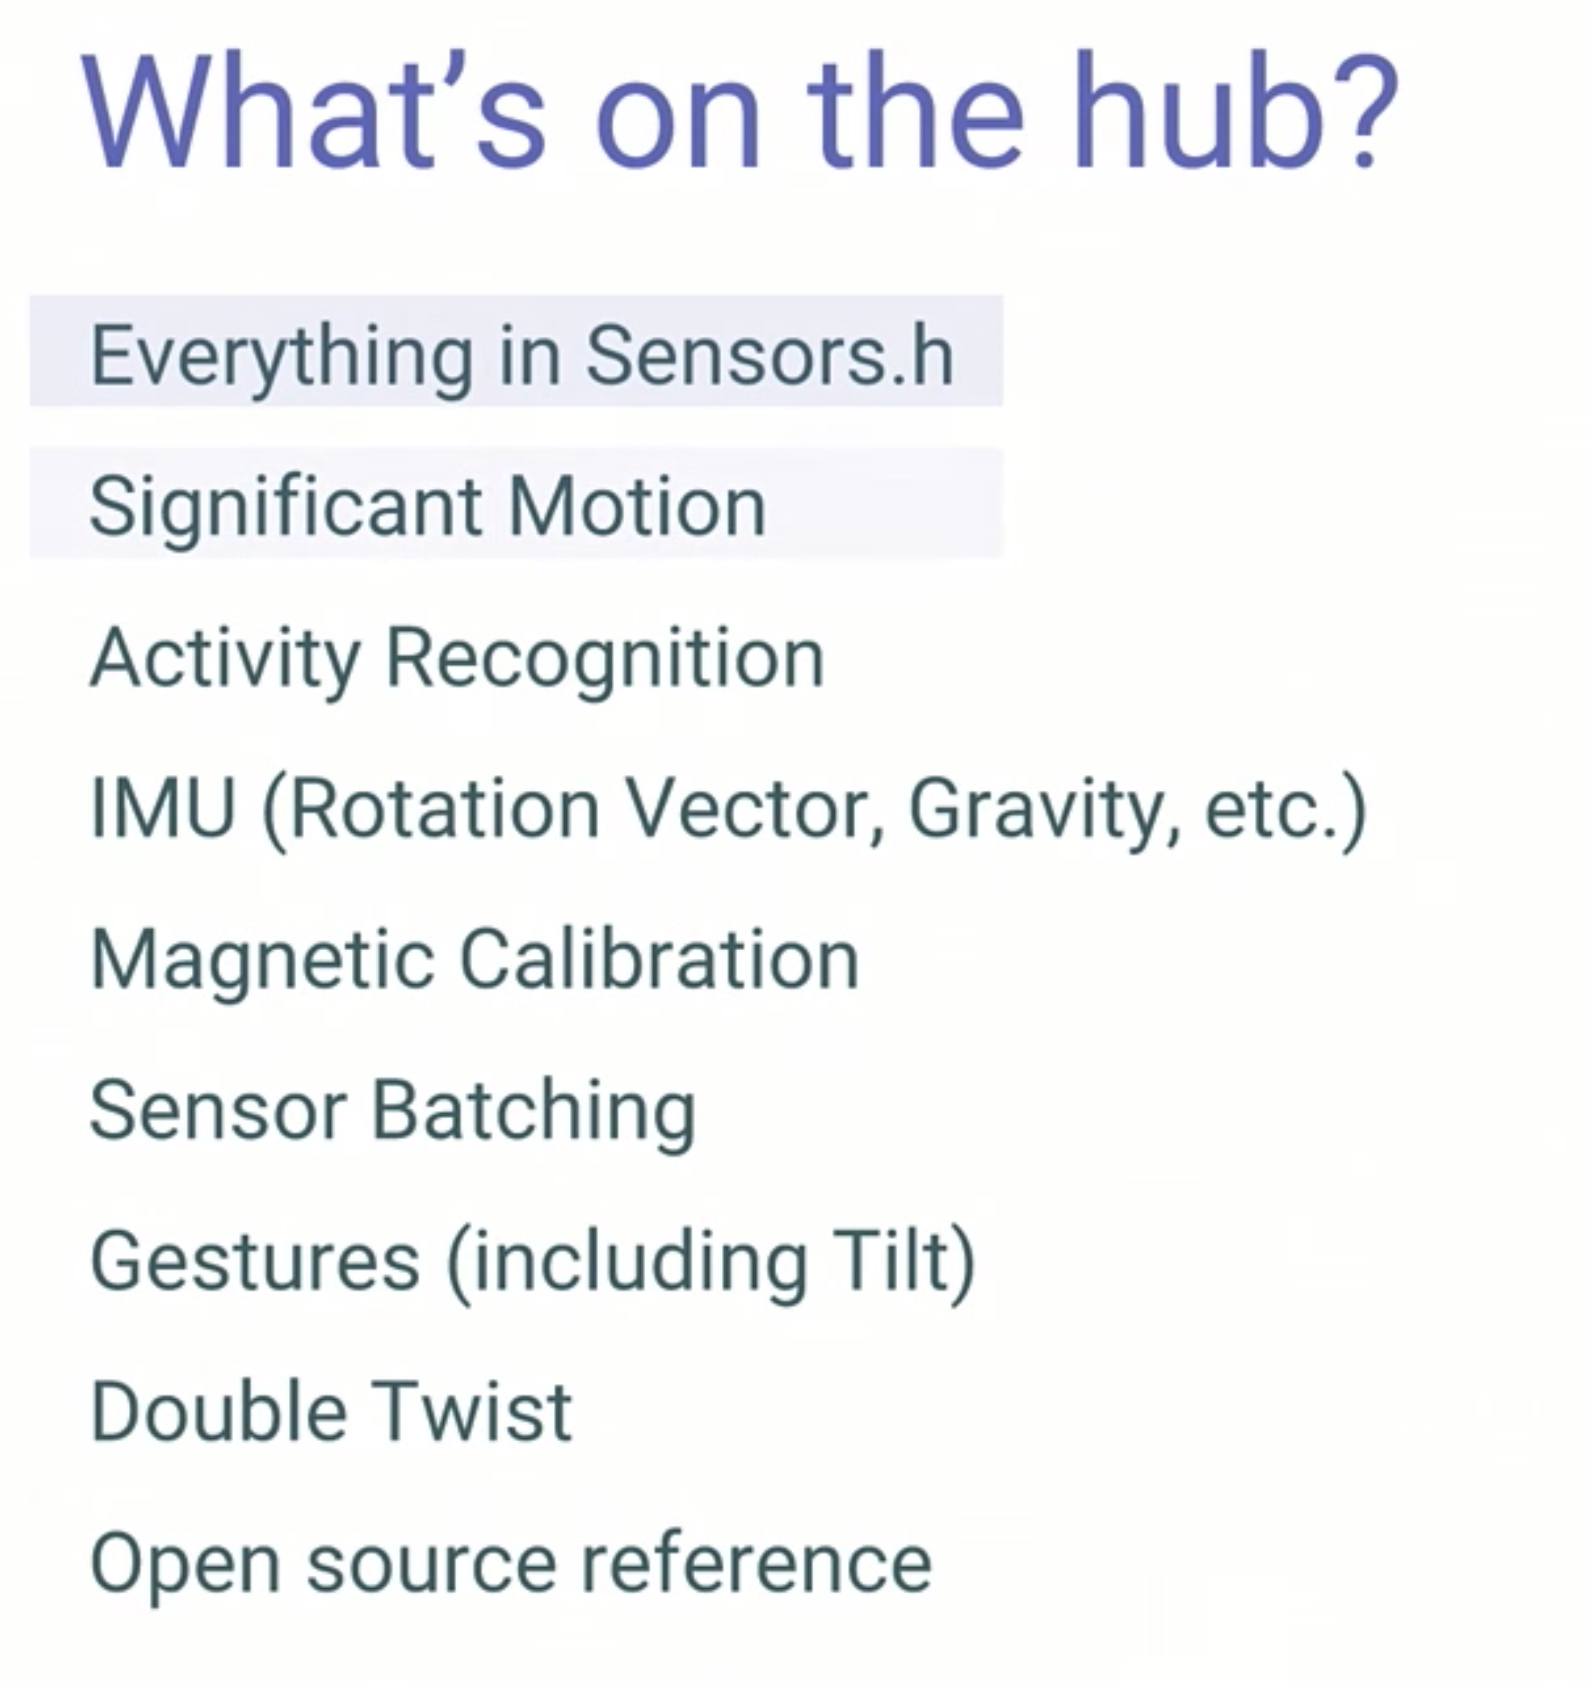 What’s on the hub?
Everything in Sensors.h
Significant Motion
Activity Recognition
IMU (Rotation Vector, Gravity, etc.)
Magnetic Calibration
Sensor Batching
Gestures (including Tilt)
Double Twist
Open source reference